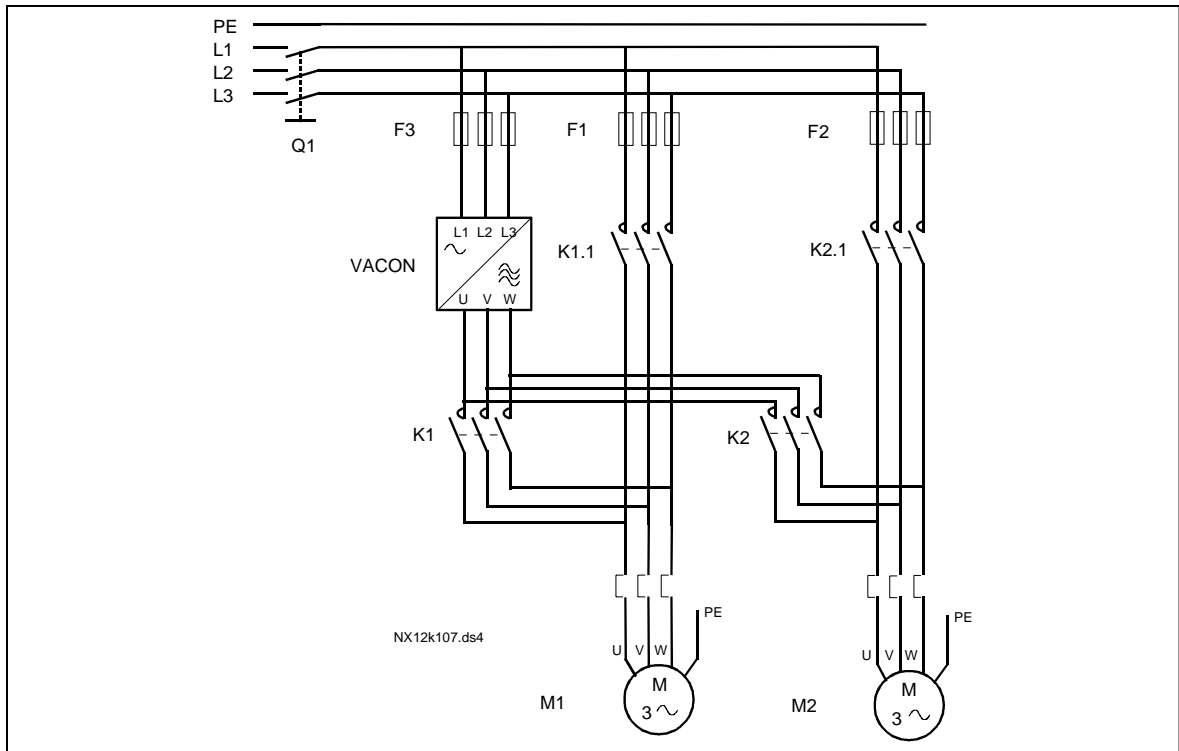 PE
L1
L2
L3
Q1
F3
F1
F2
L1 L2 L3
VACON
U V W
K1.1
K2.1
K1
K2
NX12k107.ds4
PE
U V W
M
3
M1
PE
U V W
M
3
M2